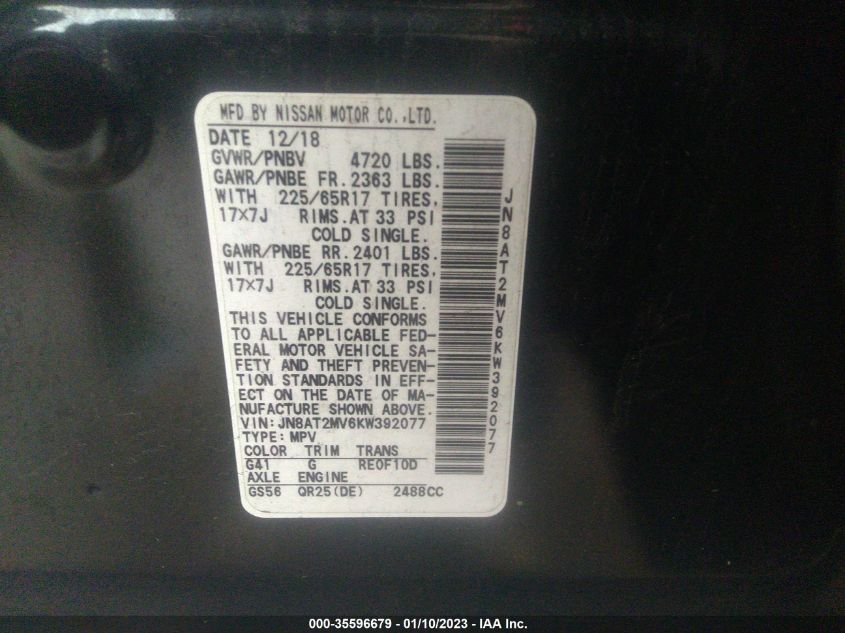 MFD BY NISSAN MOTOR CO.,LTD.
DATE 12/18
GVWR/PNBV 4720 LBS.
GAWR/PNBE FR. 2363 LBS.
WITH 225/65R17 TIRES,
17X7J RIMS.AT 33 PSI
COLD SINGLE.
GAWR/PNBE RR. 2401 LBS.
WITH 225/65R17 TIRES,
17X7J RIMS.AT 33 PSI
COLD SINGLE.
THIS VEHICLE CONFORMS
TO ALL APPLICABLE FED-
ERAL MOTOR VEHICLE SA-
FETY AND THEFT PREVEN-
TION STANDARDS IN EFF-
ECT ON THE DATE OF MA-
NUFACTURE SHOWN ABOVE.
VIN:JN8AT2MV6KW392077
TYPE:MPV
COLOR TRIM TRANS
G41 G RE0F10D
AXLE ENGINE
GS56 QR25(DE) 2488CC
JN8AT2MV6KW392077
000-35596679 - 01/10/2023 - IAA Inc.